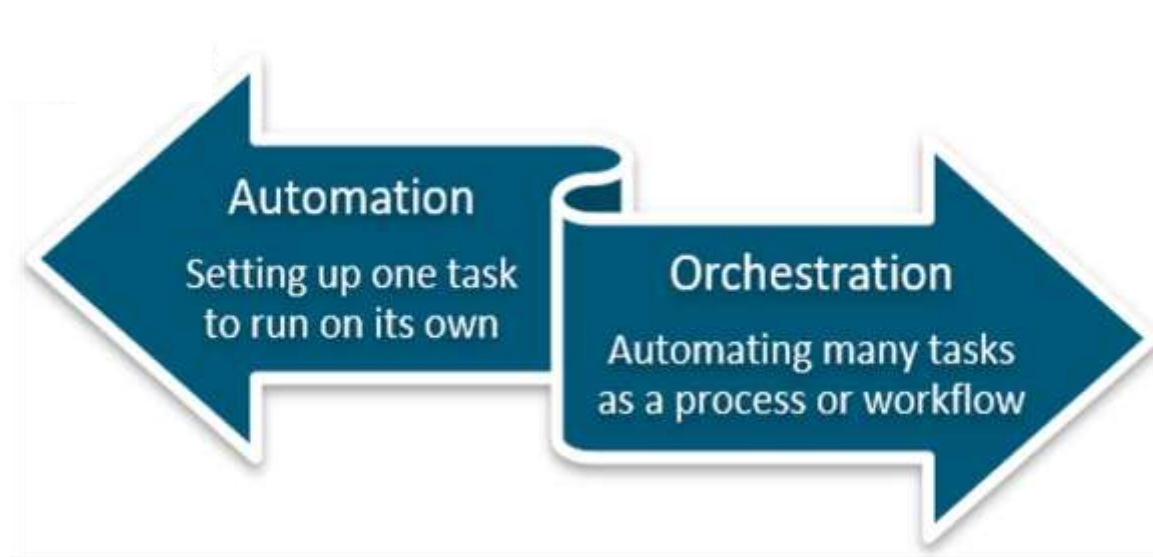 Automation
Setting up one task
to run on its own
Orchestration
Automating many tasks
as a process or workflow